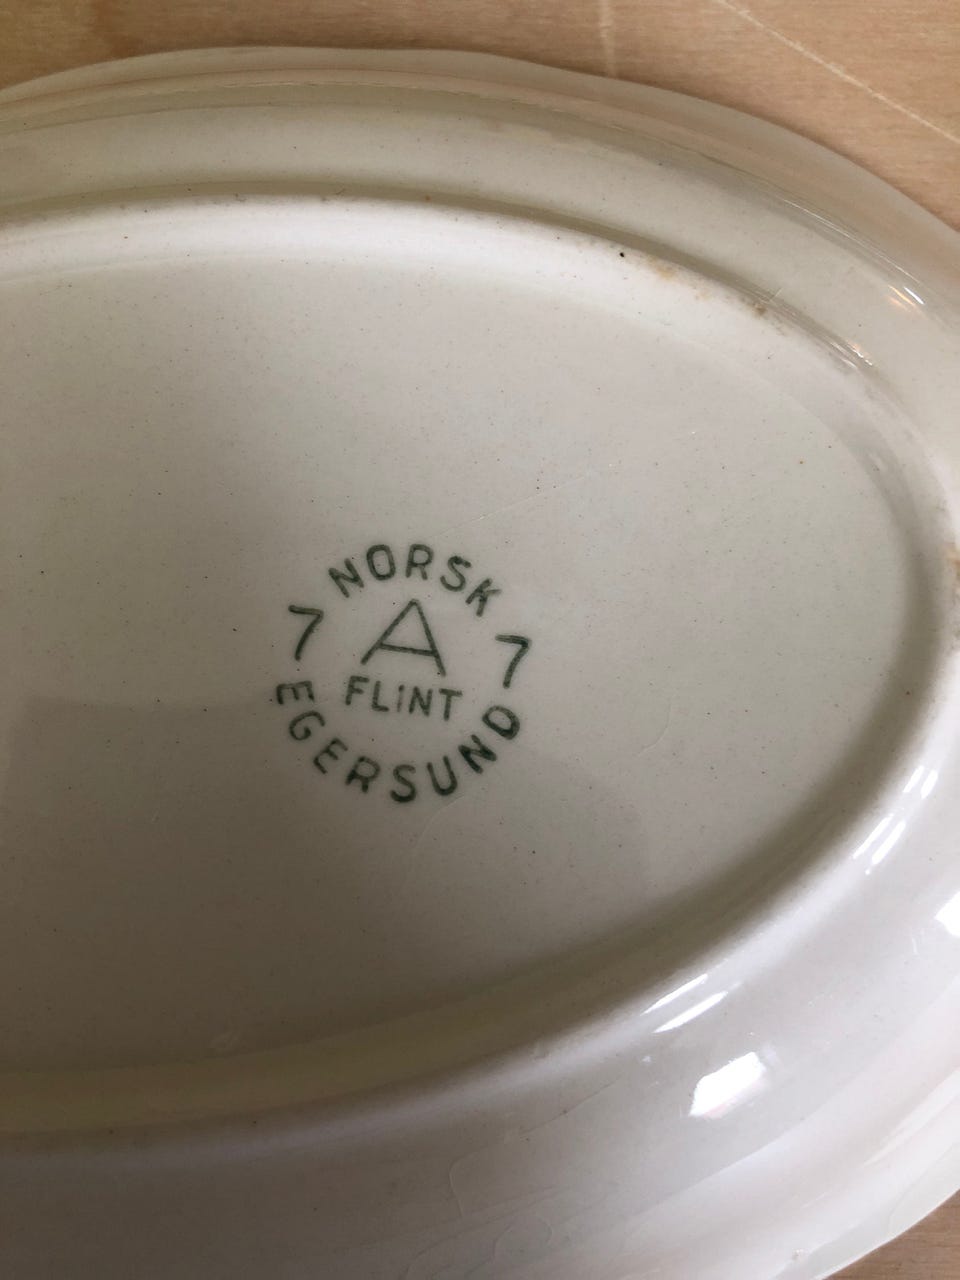 NORSK
7 A 7
FLINT
EGERSUND